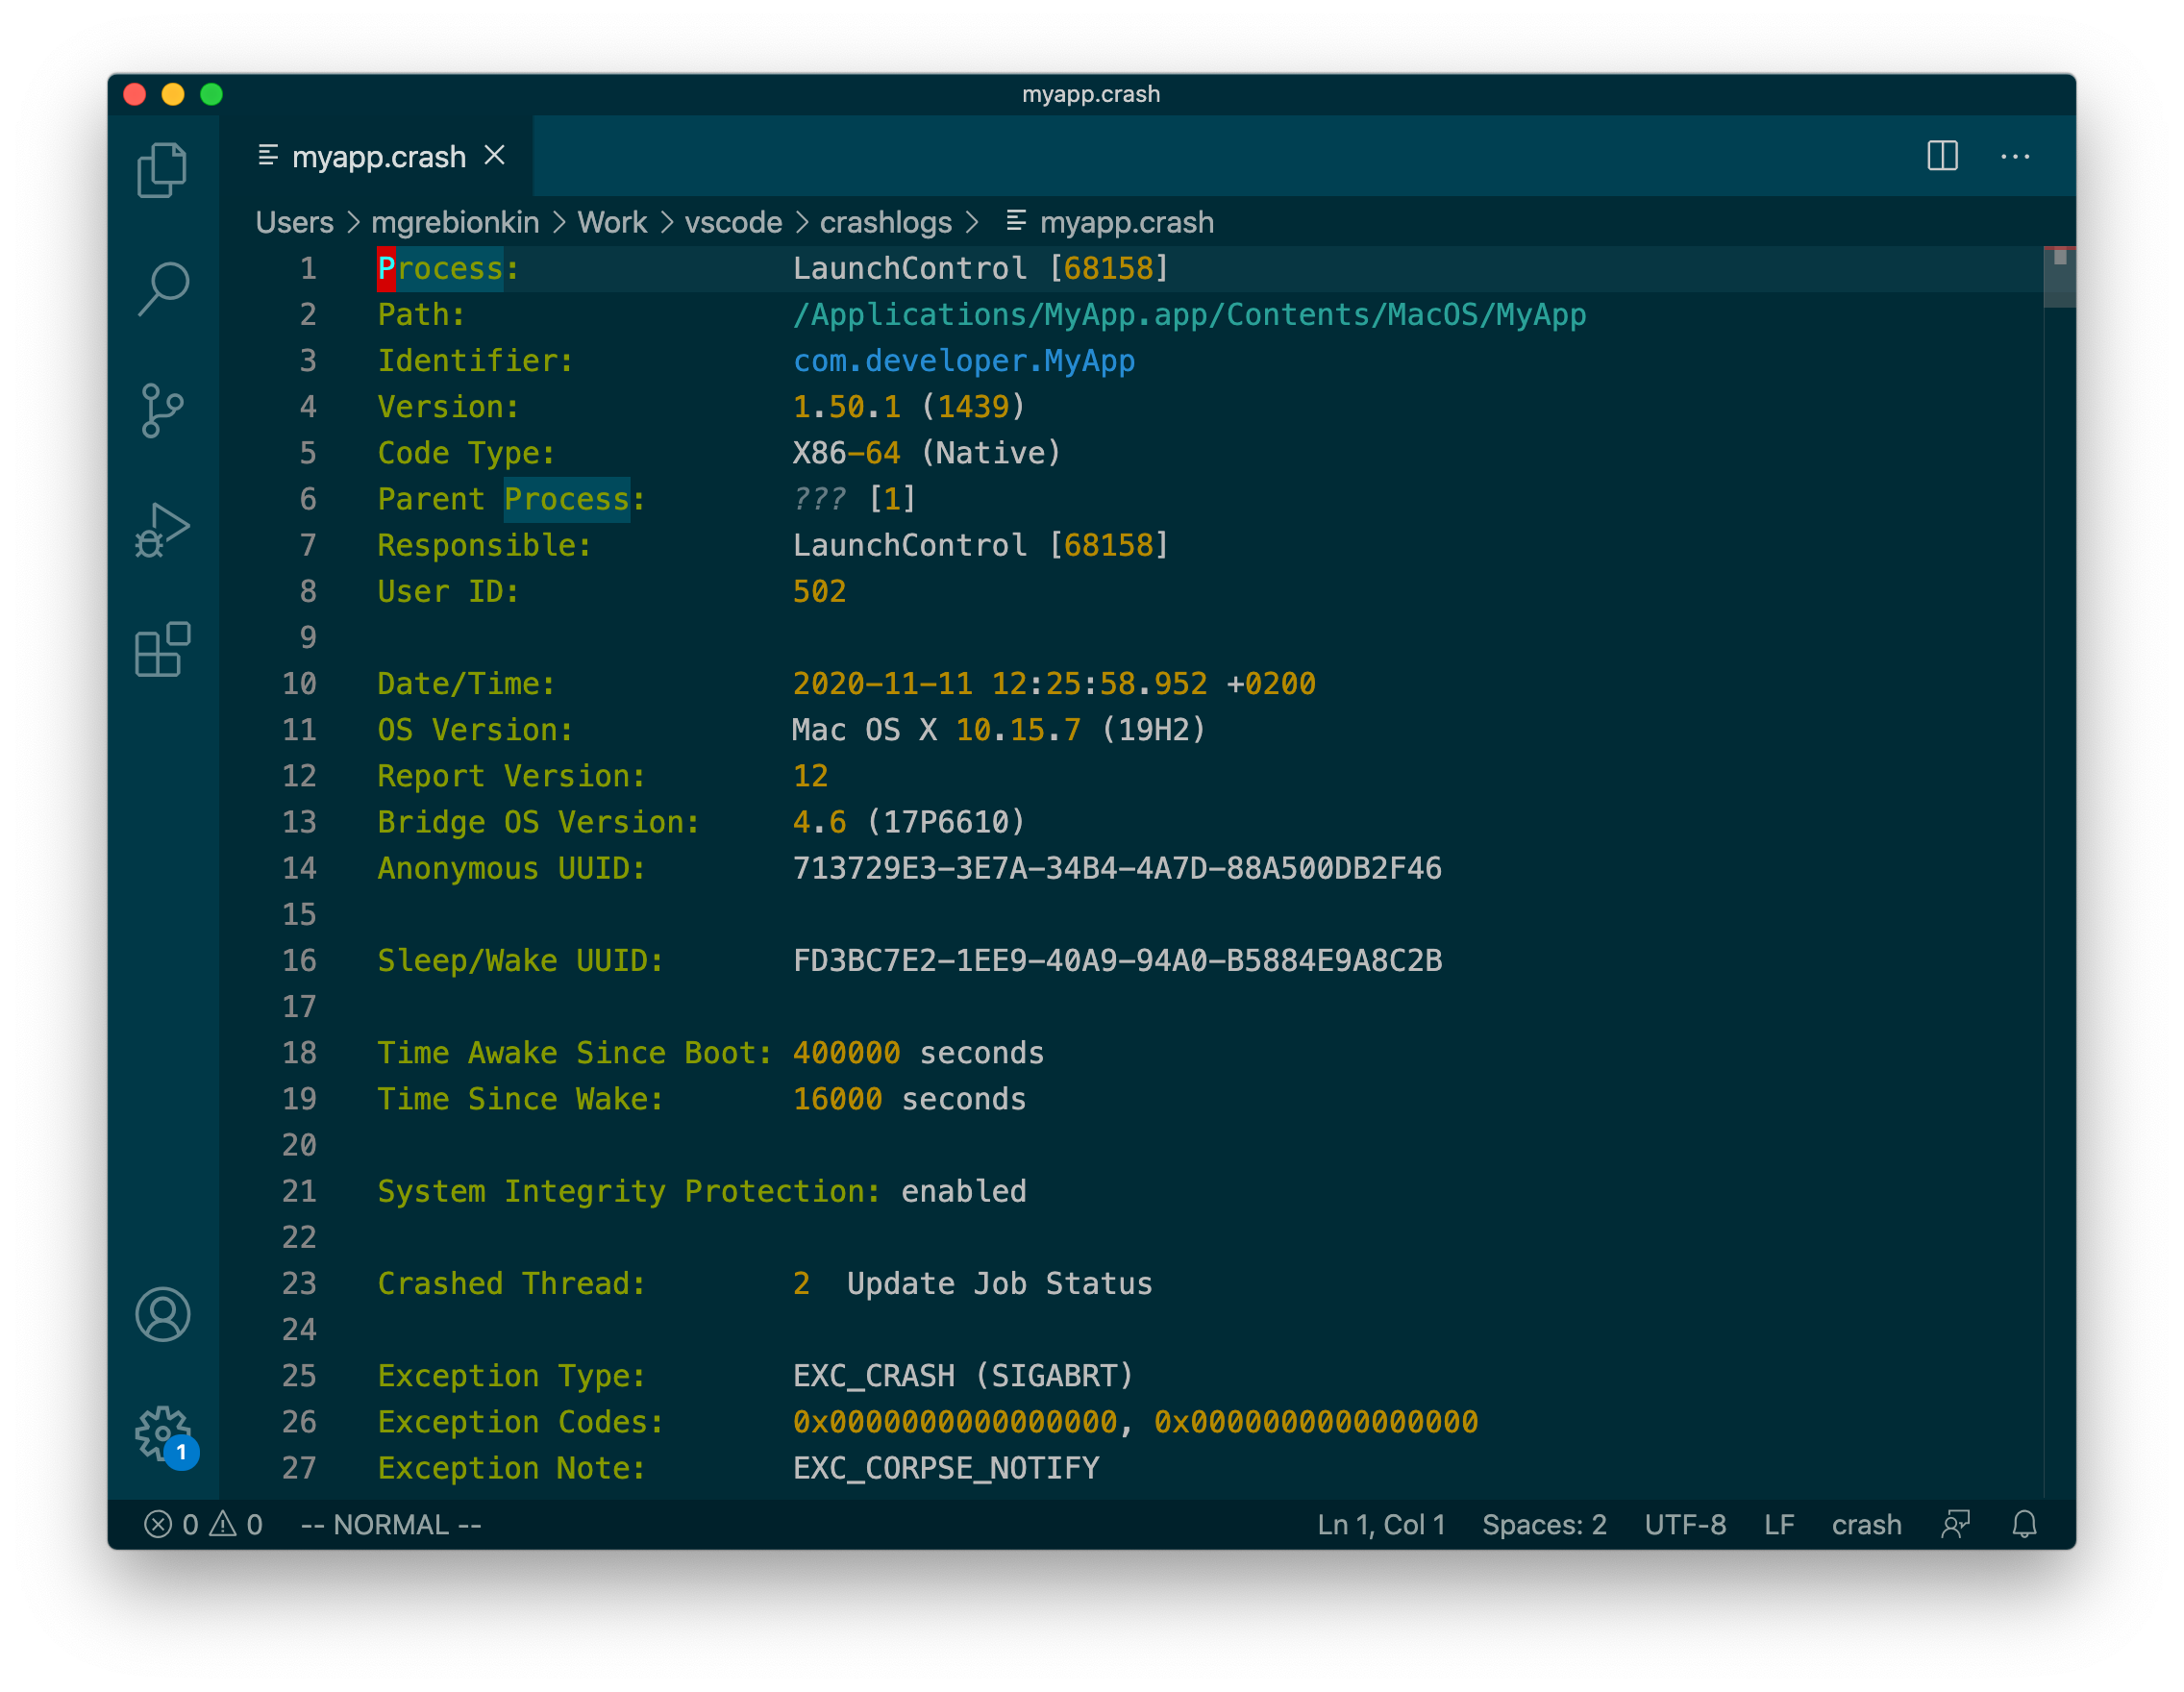 myapp.crash
myapp.crash
Users > mgrebionkin > Work > vscode > crashlogs > myapp.crash
1 Process: LaunchControl [68158]
2 Path: /Applications/MyApp.app/Contents/MacOS/MyApp
3 Identifier: com.developer.MyApp
4 Version: 1.50.1 (1439)
5 Code Type: X86-64 (Native)
6 Parent Process: ??? [1]
7 Responsible: LaunchControl [68158]
8 User ID: 502
9
10 Date/Time: 2020-11-11 12:25:58.952 +0200
11 OS Version: Mac OS X 10.15.7 (19H2)
12 Report Version: 12
13 Bridge OS Version: 4.6 (17P6610)
14 Anonymous UUID: 713729E3-3E7A-34B4-4A7D-88A500DB2F46
15
16 Sleep/Wake UUID: FD3BC7E2-1EE9-40A9-94A0-B5884E9A8C2B
17
18 Time Awake Since Boot: 400000 seconds
19 Time Since Wake: 16000 seconds
20
21 System Integrity Protection: enabled
22
23 Crashed Thread: 2 Update Job Status
24
25 Exception Type: EXC_CRASH (SIGABRT)
26 Exception Codes: 0x0000000000000000, 0x0000000000000000
27 Exception Note: EXC_CORPSE_NOTIFY
1
0 0 -- NORMAL -- Ln 1, Col 1 Spaces: 2 UTF-8 LF crash